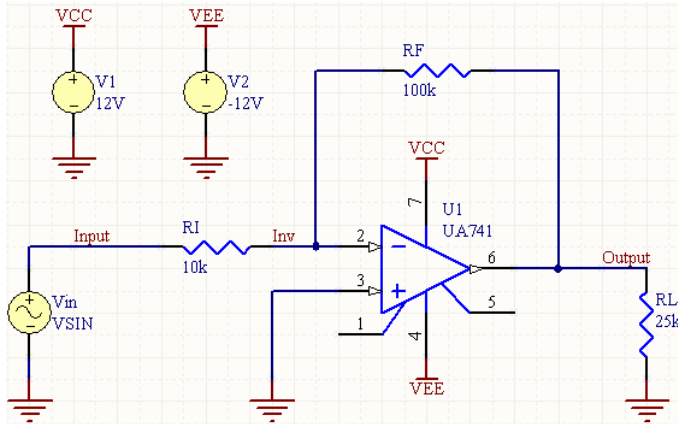 VCC
VEE
V1
12V
V2
-12V
RF
100k
VCC
7
U1
UA741
Input
RI
10k
Inv
2
3
6
Output
Vin
VSIN
1
4
5
RL
25k
VEE